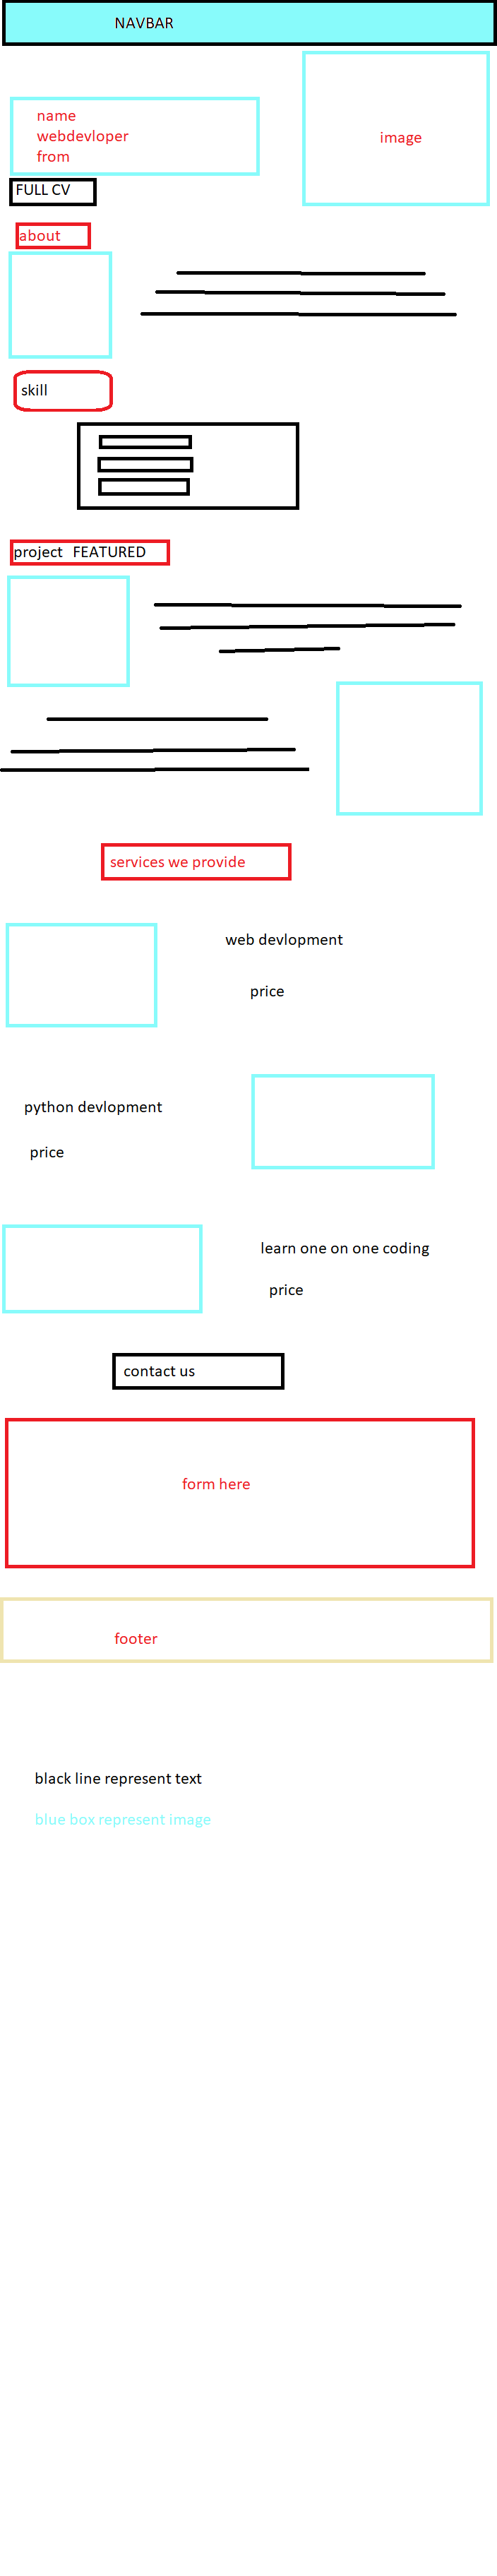 NAVBAR
name
webdevloper
from
image
FULL CV
about
skill
project FEATURED
services we provide
web devlopment
price
python devlopment
price
learn one on one coding
price
contact us
form here
footer
black line represent text
blue box represent image